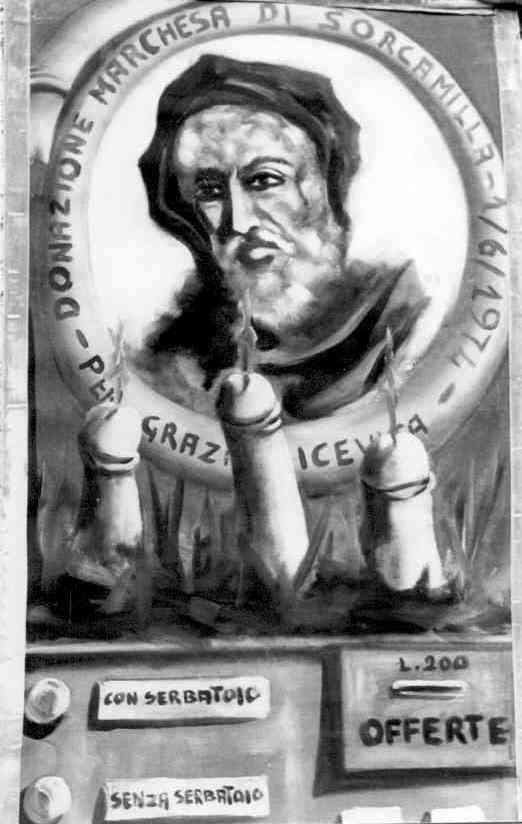 - DONAZIONE MARCHESA DI SORCAMILLA - 1/6/1974 -
PER GRAZIA RICEVUTA
L.200
OFFERTE
CON SERBATOIO
SENZA SERBATOIO